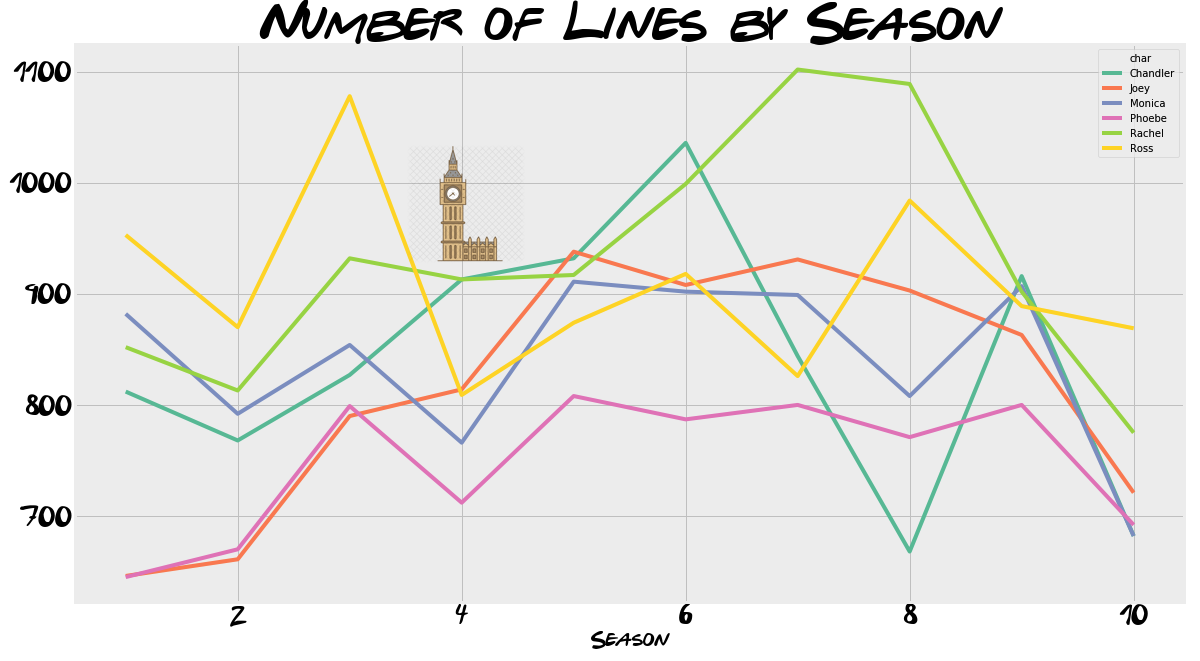 Number of Lines by Season
char
Chandler
Joey
Monica
Phoebe
Rachel
Ross
1100
1000
900
800
700
2 4 6 8 10
Season